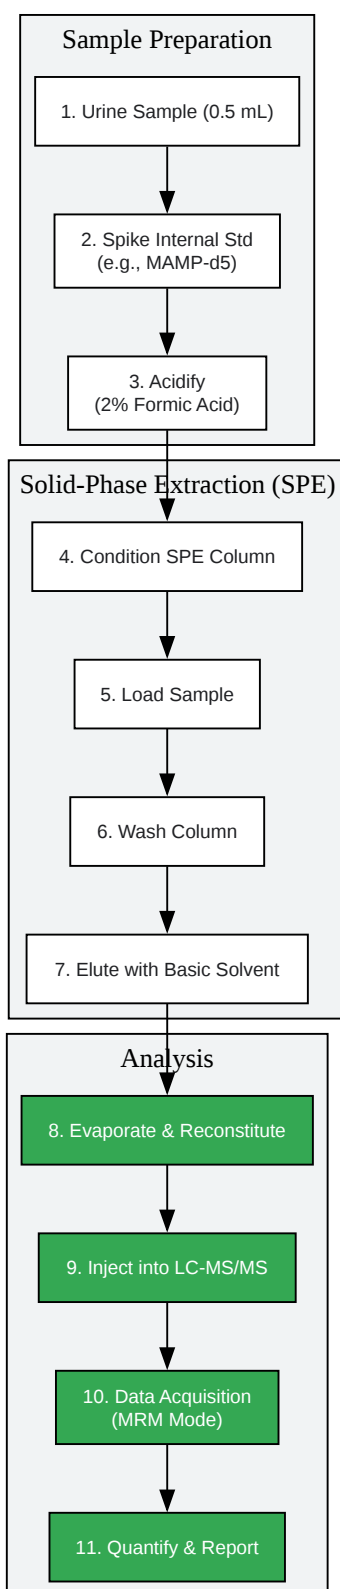 Sample Preparation
1. Urine Sample (0.5 mL)
2. Spike Internal Std
(e.g., MAMP-d5)
3. Acidify
(2% Formic Acid)
Solid-Phase Extraction (SPE)
4. Condition SPE Column
5. Load Sample
6. Wash Column
7. Elute with Basic Solvent
Analysis
8. Evaporate & Reconstitute
9. Inject into LC-MS/MS
10. Data Acquisition
(MRM Mode)
11. Quantify & Report